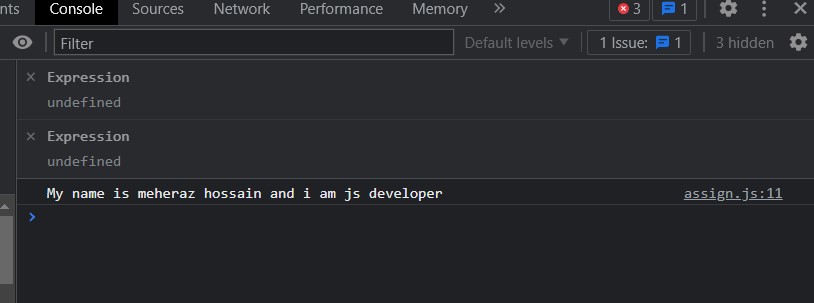 nts Console Sources Network Performance Memory » 3 1
Filter Default levels ▼ 1 Issue: 1 3 hidden
Expression
undefined
Expression
undefined
My name is meheraz hossain and i am js developer assign.js:11